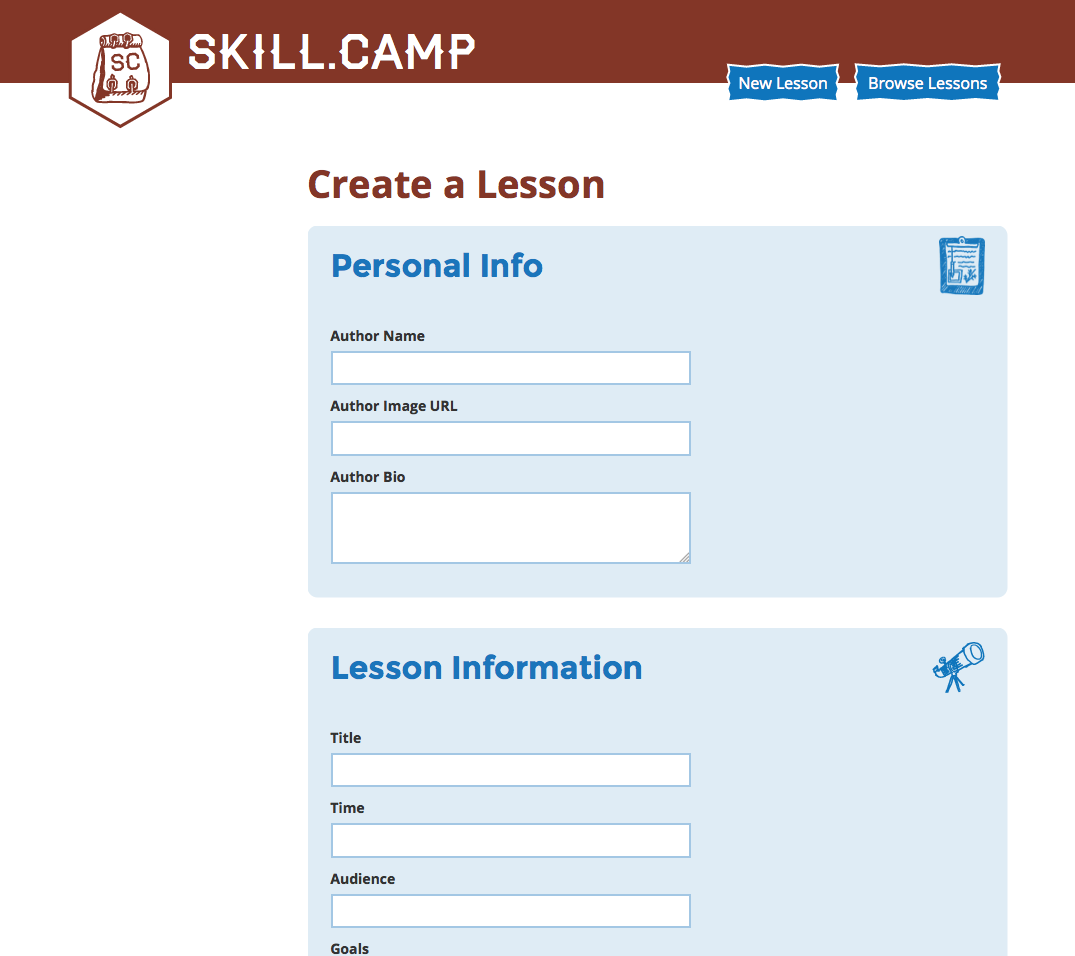 SC
SKILL.CAMP
New Lesson
Browse Lessons
Create a Lesson
Personal Info
Author Name
Author Image URL
Author Bio
Lesson Information
Title
Time
Audience
Goals